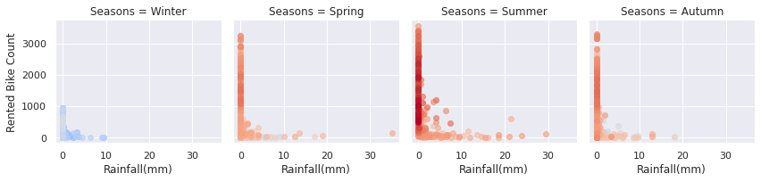 Seasons = Winter
Seasons = Spring
Seasons = Summer
Seasons = Autumn
Rented Bike Count
3000
2000
1000
0
0 10 20 30
0 10 20 30
0 10 20 30
0 10 20 30
Rainfall(mm)
Rainfall(mm)
Rainfall(mm)
Rainfall(mm)